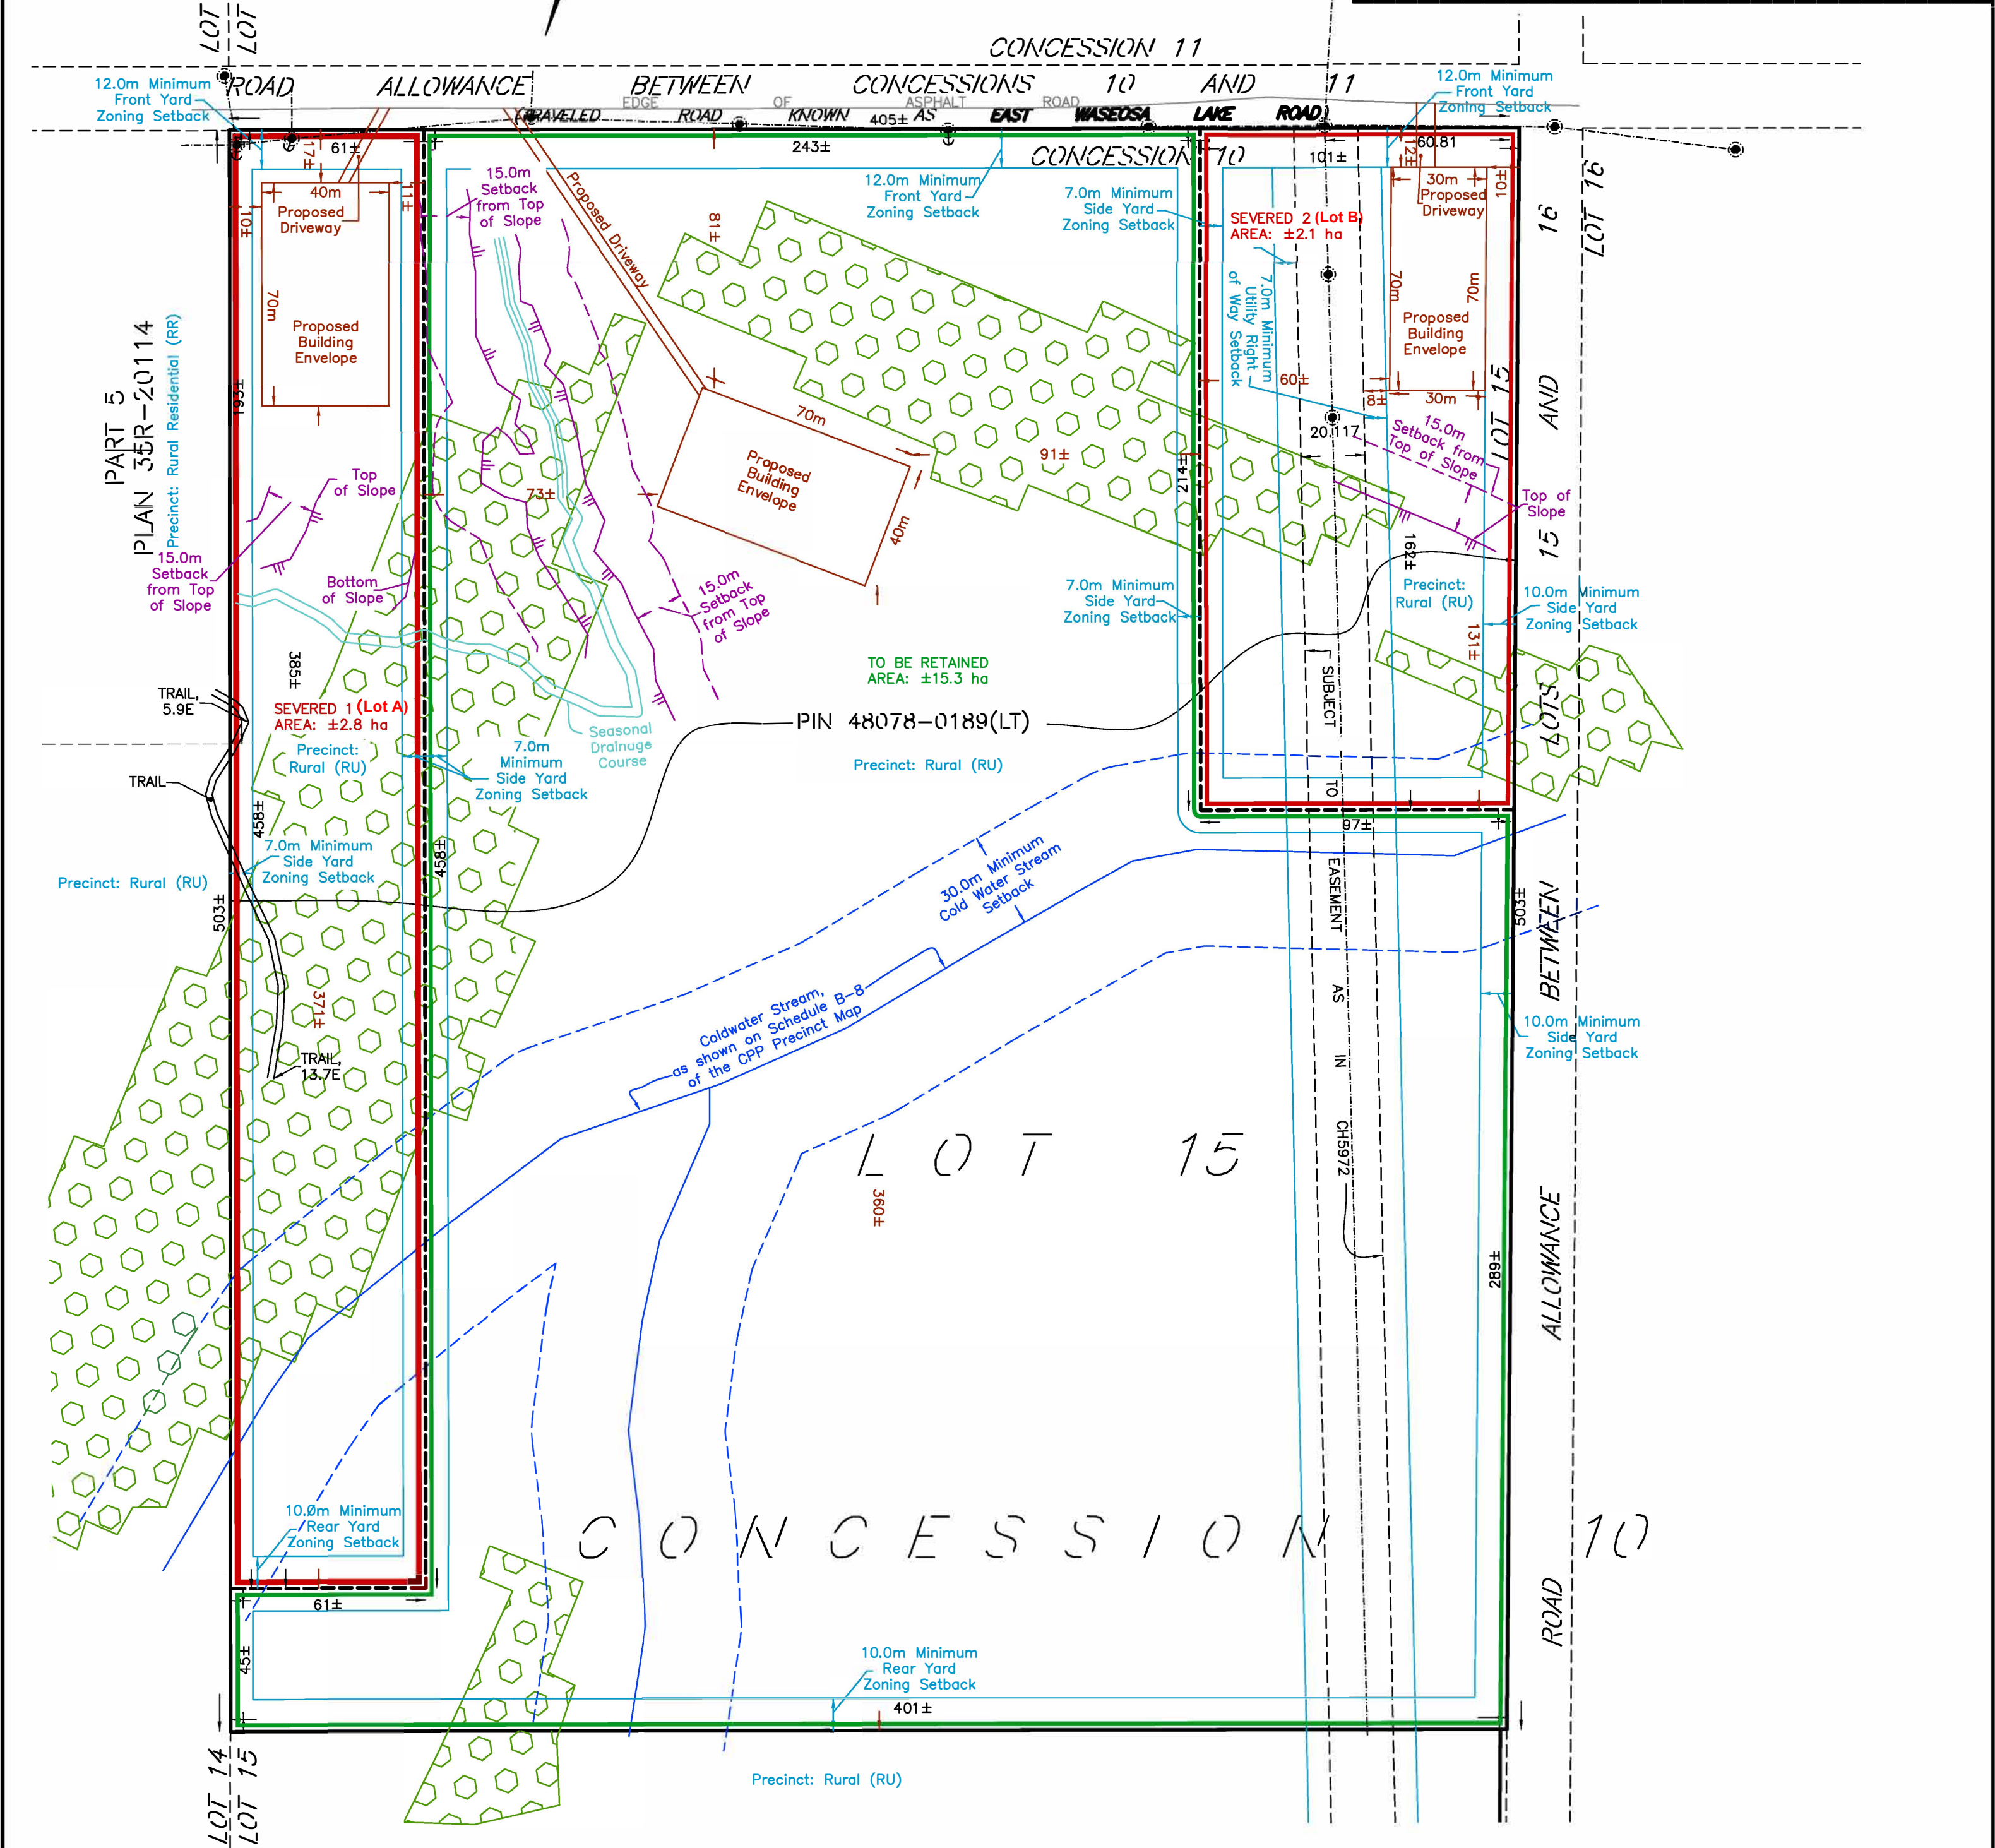 LOT
LOT
CONCESSION 11
ROAD ALLOWANCE BETWEEN CONCESSIONS 10 AND 11
EDGE OF ASPHALT ROAD
TRAVELED ROAD KNOWN AS EAST WASEOSA LAKE ROAD
405±
12.0m Minimum
Front Yard
Zoning Setback
12.0m Minimum
Front Yard
Zoning Setback
61±
243±
CONCESSION 10
101±
60.81
17±
11±
10±
40m
Proposed
Driveway
70m
Proposed
Building
Envelope
15.0m
Setback
from Top
of Slope
Proposed Driveway
81±
12.0m Minimum
Front Yard
Zoning Setback
7.0m Minimum
Side Yard
Zoning Setback
SEVERED 2 (Lot B)
AREA: ±2.1 ha
7.0m Minimum
Utility Right
of Way Setback
12±
10±
30m
Proposed
Driveway
70m
70m
Proposed
Building
Envelope
60±
8±
30m
20.117
15.0m
Setback from
Top of Slope
Top of
Slope
LOT 15
LOT 16
PART 5
PLAN 35R-20114
Precinct: Rural Residential (RR)
193±
Top
of Slope
15.0m
Setback
from Top
of Slope
Bottom
of Slope
73±
70m
Proposed
Building
Envelope
40m
91±
214±
162±
15.0m
Setback
from Top
of Slope
7.0m Minimum
Side Yard
Zoning Setback
Precinct:
Rural (RU)
10.0m Minimum
Side Yard
Zoning Setback
131±
385±
TRAIL,
5.9E
SEVERED 1 (Lot A)
AREA: ±2.8 ha
Precinct:
Rural (RU)
TRAIL
Seasonal
Drainage
Course
7.0m
Minimum
Side Yard
Zoning Setback
TO BE RETAINED
AREA: ±15.3 ha
PIN 48078-0189(LT)
Precinct: Rural (RU)
97±
458±
458±
7.0m Minimum
Side Yard
Zoning Setback
Precinct: Rural (RU)
503±
503±
30.0m Minimum
Cold Water Stream
Setback
Coldwater Stream,
as shown on Schedule B-8
of the CPP Precinct Map
371±
TRAIL,
13.7E
10.0m Minimum
Side Yard
Zoning Setback
SUBJECT TO EASEMENT AS IN CH5972
LOT 15
360±
289±
ROAD ALLOWANCE BETWEEN LOTS 15 AND 16
CONCESSION 10
10.0m Minimum
Rear Yard
Zoning Setback
61±
45±
10.0m Minimum
Rear Yard
Zoning Setback
401±
LOT 14
LOT 15
Precinct: Rural (RU)